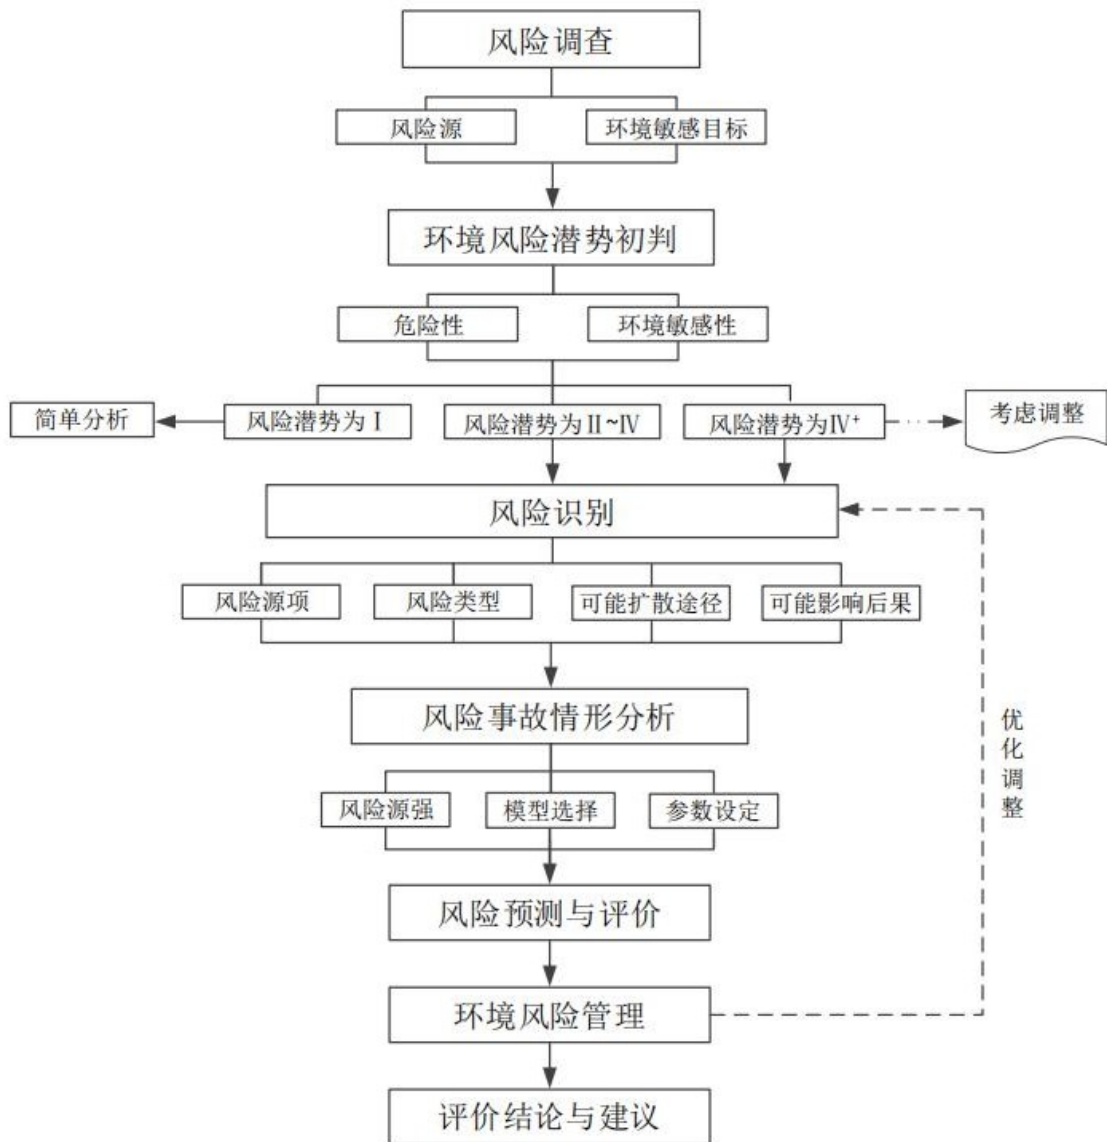 风险调查
风险源
环境敏感目标
环境风险潜势初判
危险性
环境敏感性
简单分析
风险潜势为Ⅰ
风险潜势为Ⅱ~Ⅳ
风险潜势为Ⅳ⁺
考虑调整
风险识别
风险源项
风险类型
可能扩散途径
可能影响后果
风险事故情形分析
优化调整
风险源强
模型选择
参数设定
风险预测与评价
环境风险管理
评价结论与建议